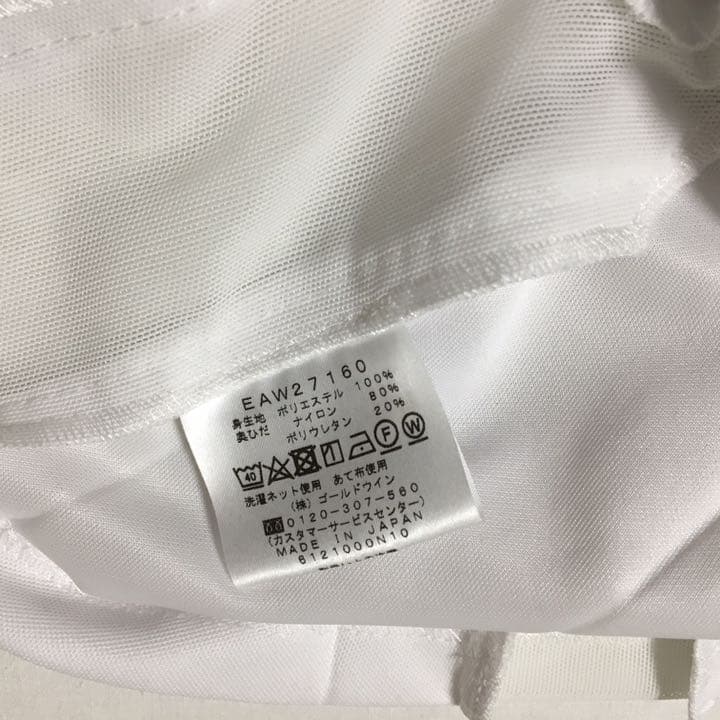 EAW27160
身生地 ポリエステル 100%
奥ひだ ナイロン 80%
ポリウレタン 20%
40 F W
洗濯ネット使用 あて布使用
(株)ゴールドウイン
0120-307-560
(カスタマーサービスセンター)
MADE IN JAPAN
6121000N10